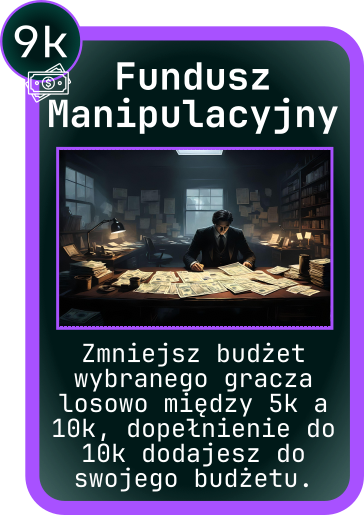 9k
Fundusz
Manipulacyjny
Zmniejsz budżet
wybranego gracza
losowo między 5k a
10k, dopełnienie do
10k dodajesz do
swojego budżetu.